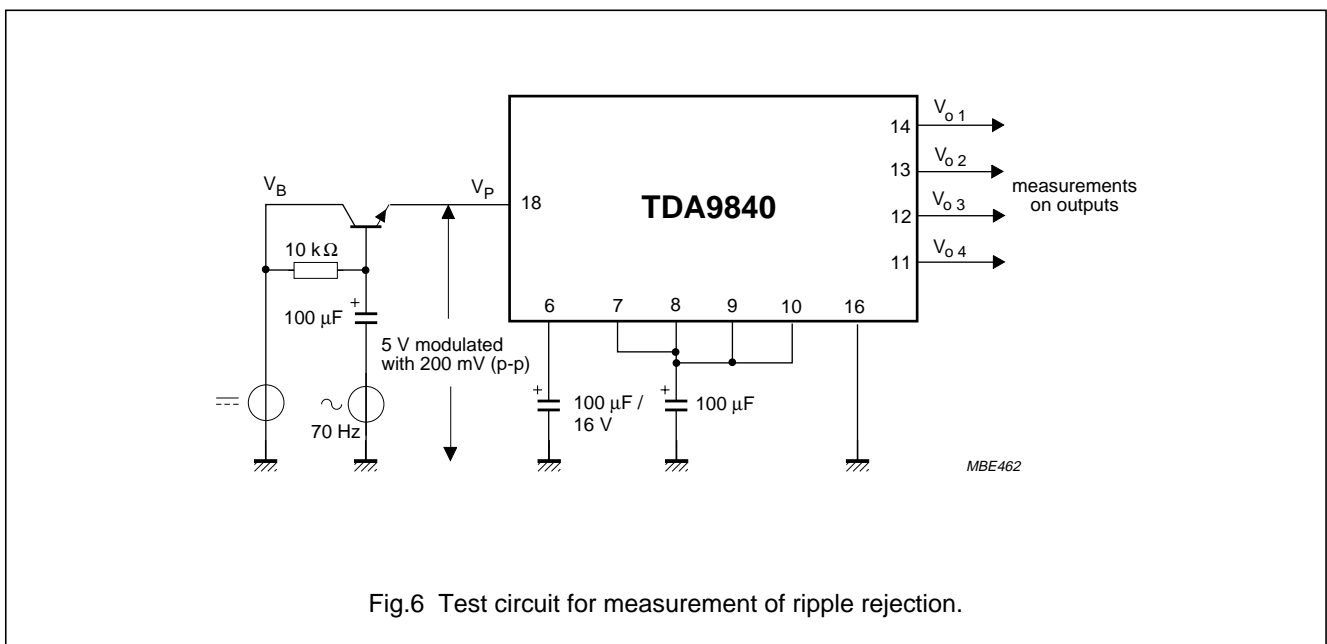 V_B
V_P
10 kΩ
+
100 µF
70 Hz
5 V modulated
with 200 mV (p-p)
18
TDA9840
14
13
12
11
V_o 1
V_o 2
V_o 3
V_o 4
measurements
on outputs
6
7
8
9
10
16
+
100 µF /
16 V
+
100 µF
MBE462
Fig.6 Test circuit for measurement of ripple rejection.